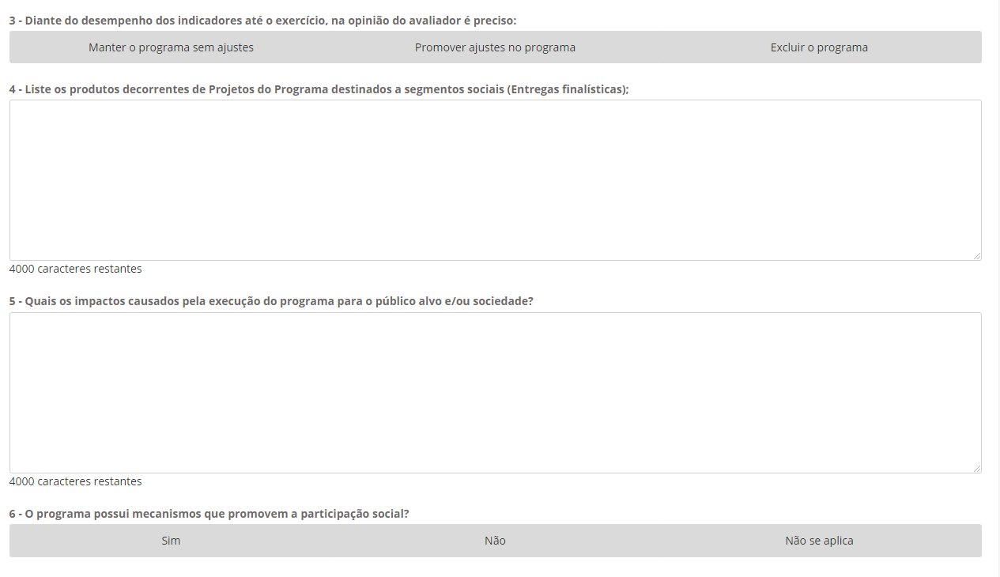 3 - Diante do desempenho dos indicadores até o exercício, na opinião do avaliador é preciso:
Manter o programa sem ajustes Promover ajustes no programa Excluir o programa
4 - Liste os produtos decorrentes de Projetos do Programa destinados a segmentos sociais (Entregas finalísticas);
4000 caracteres restantes
5 - Quais os impactos causados pela execução do programa para o público alvo e/ou sociedade?
4000 caracteres restantes
6 - O programa possui mecanismos que promovem a participação social?
Sim Não Não se aplica